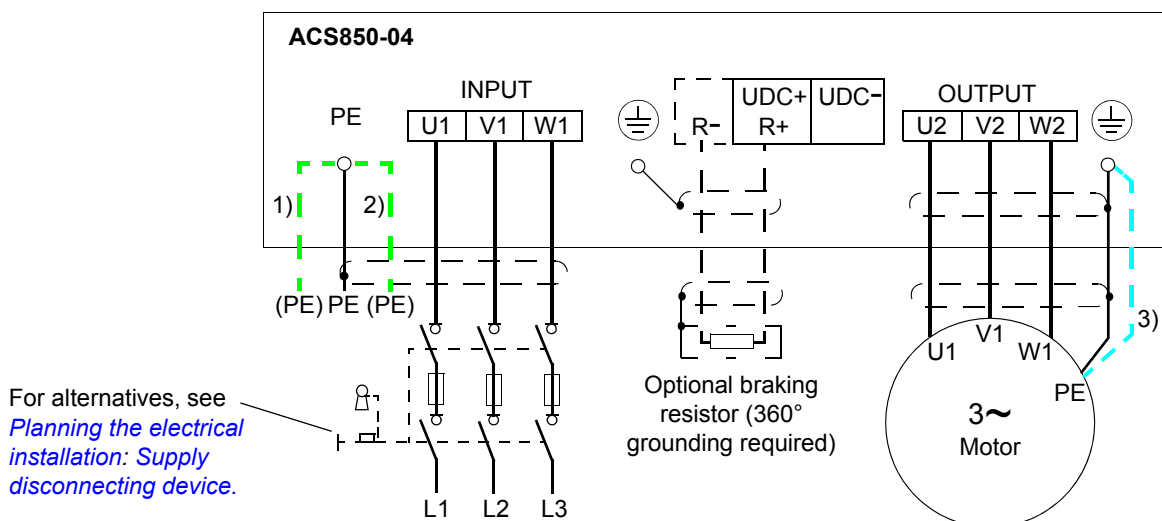 ACS850-04
PE
INPUT
U1 V1 W1
R-
UDC+ UDC-
R+
OUTPUT
U2 V2 W2
1)
2)
(PE) PE (PE)
3)
U1
V1
W1
PE
3~
Motor
Optional braking
resistor (360°
grounding required)
For alternatives, see
Planning the electrical
installation: Supply
disconnecting device.
L1 L2 L3